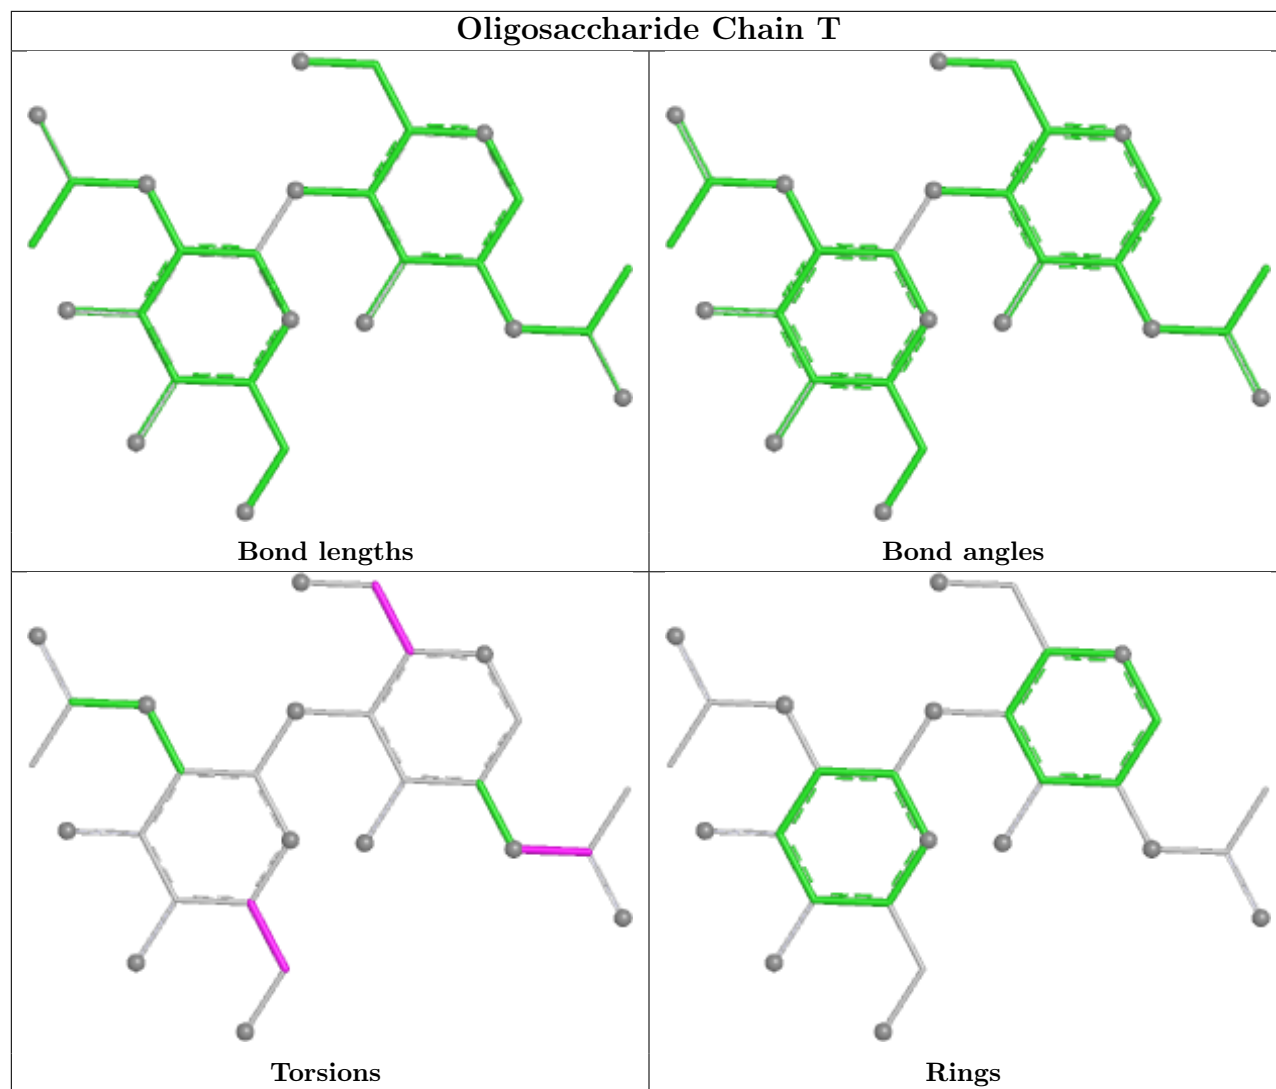 Oligosaccharide Chain T
Bond lengths
Bond angles
Torsions
Rings